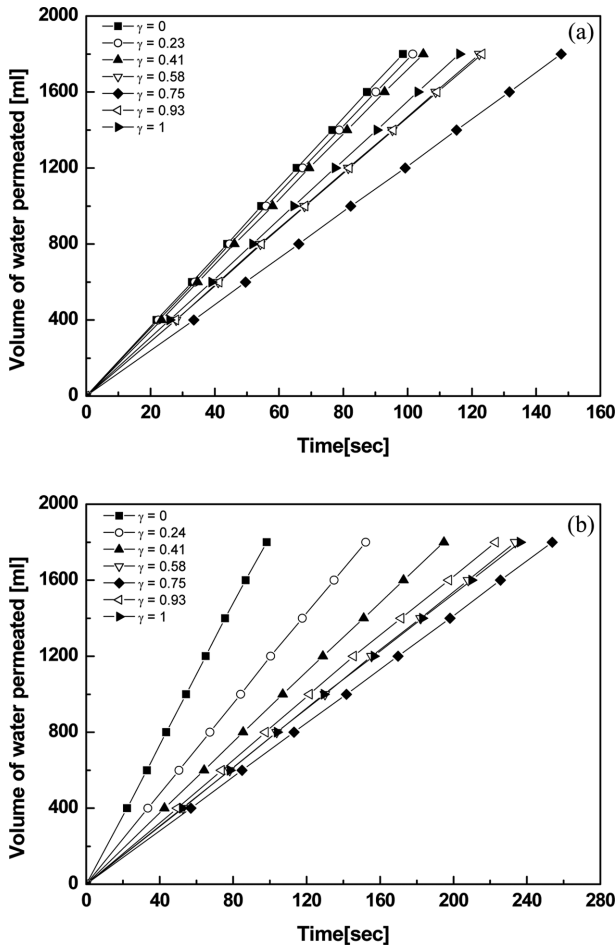 (a)
γ = 0
γ = 0.23
γ = 0.41
γ = 0.58
γ = 0.75
γ = 0.93
γ = 1
Volume of water permeated [ml]
2000
1600
1200
800
400
0
0 20 40 60 80 100 120 140 160
Time[sec]
(b)
γ = 0
γ = 0.24
γ = 0.41
γ = 0.58
γ = 0.75
γ = 0.93
γ = 1
Volume of water permeated [ml]
2000
1600
1200
800
400
0
0 40 80 120 160 200 240 280
Time[sec]